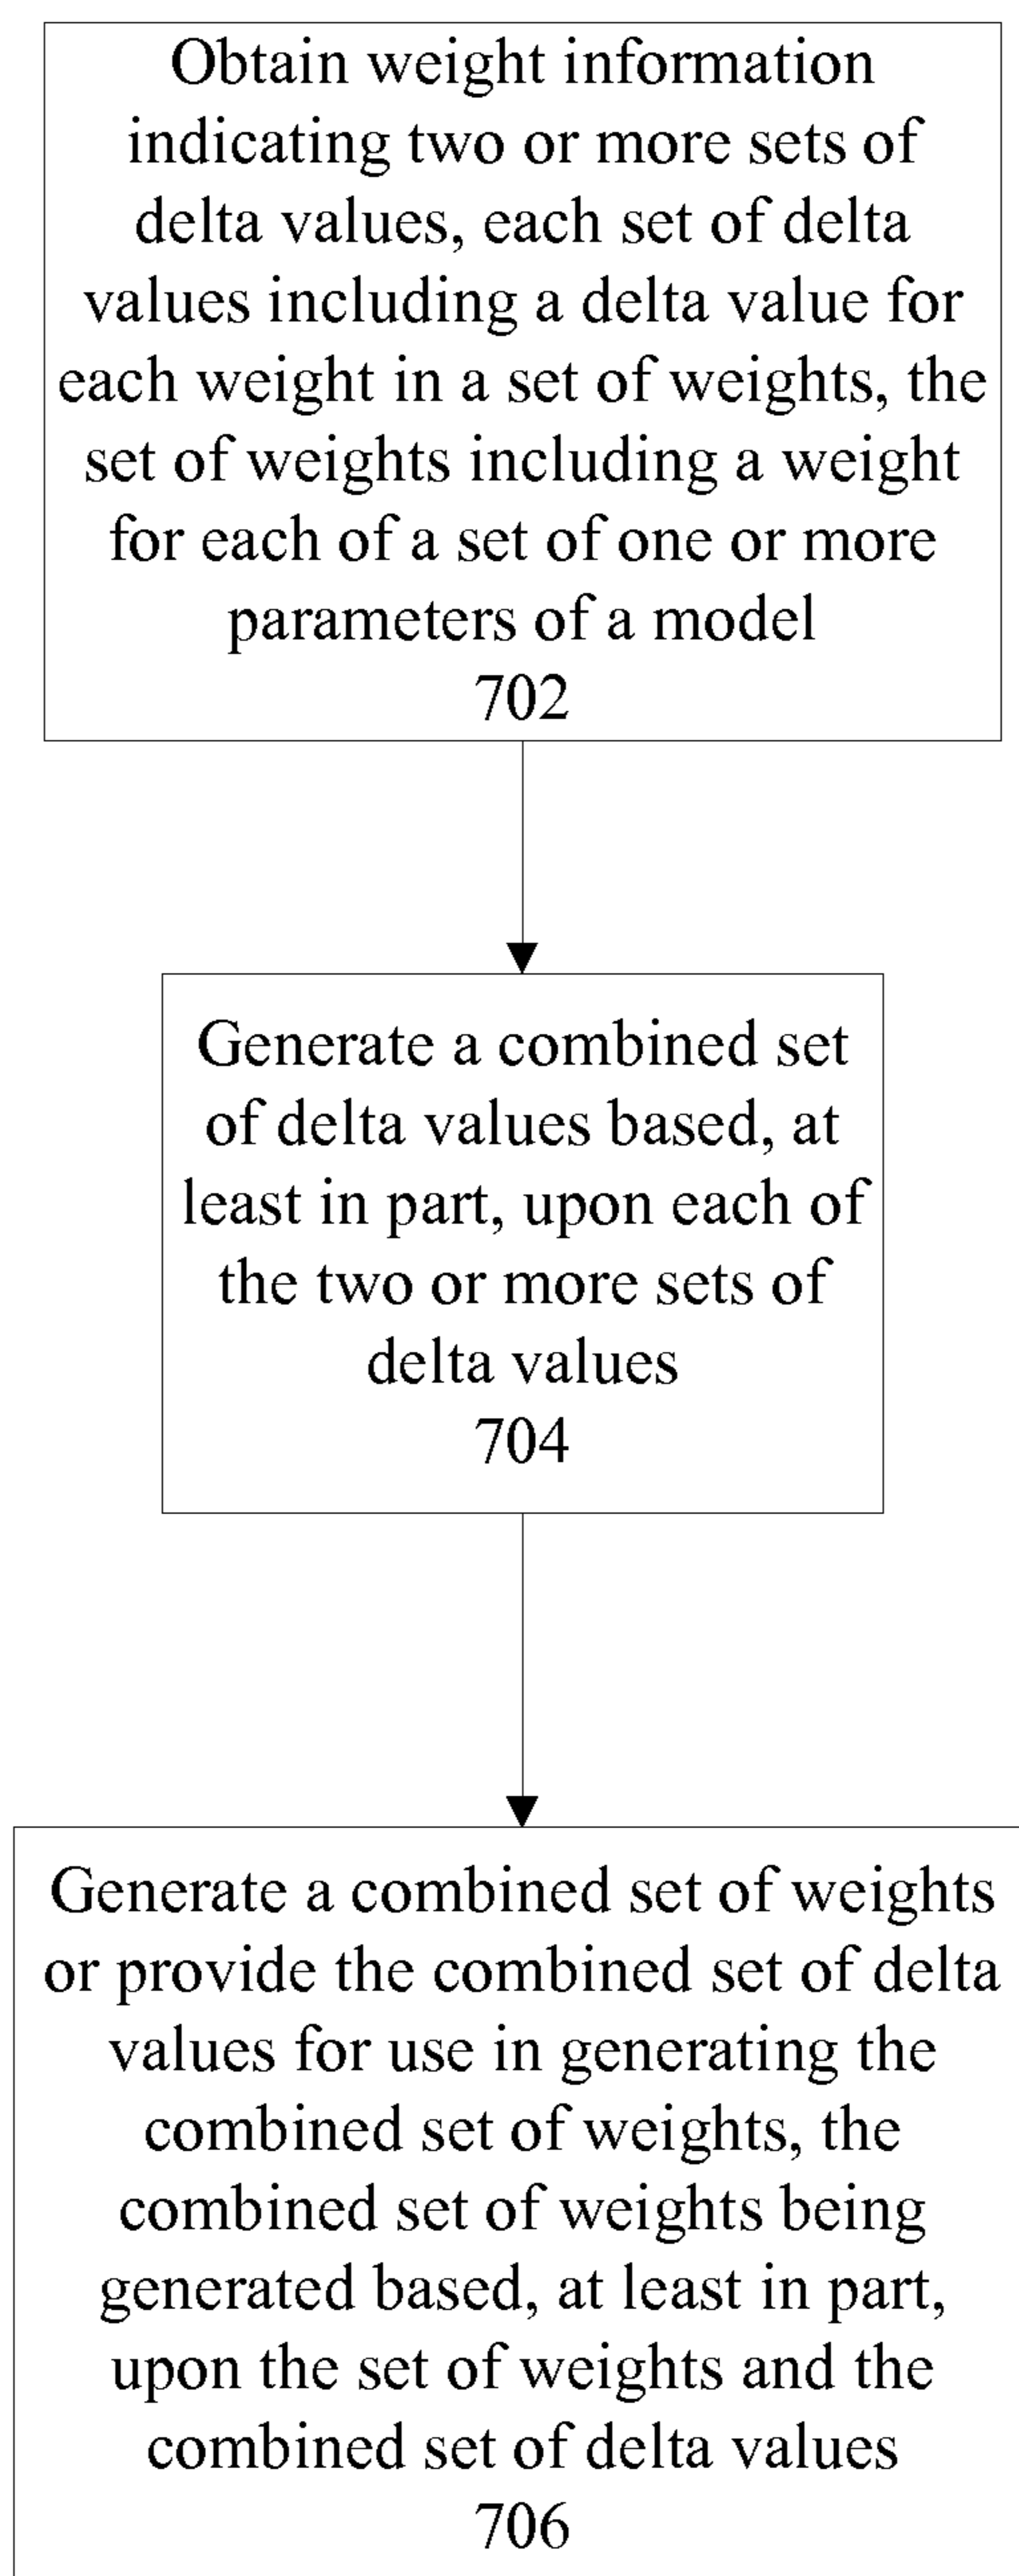 Obtain weight information
indicating two or more sets of
delta values, each set of delta
values including a delta value for
each weight in a set of weights, the
set of weights including a weight
for each of a set of one or more
parameters of a model
702
Generate a combined set
of delta values based, at
least in part, upon each of
the two or more sets of
delta values
704
Generate a combined set of weights
or provide the combined set of delta
values for use in generating the
combined set of weights, the
combined set of weights being
generated based, at least in part,
upon the set of weights and the
combined set of delta values
706